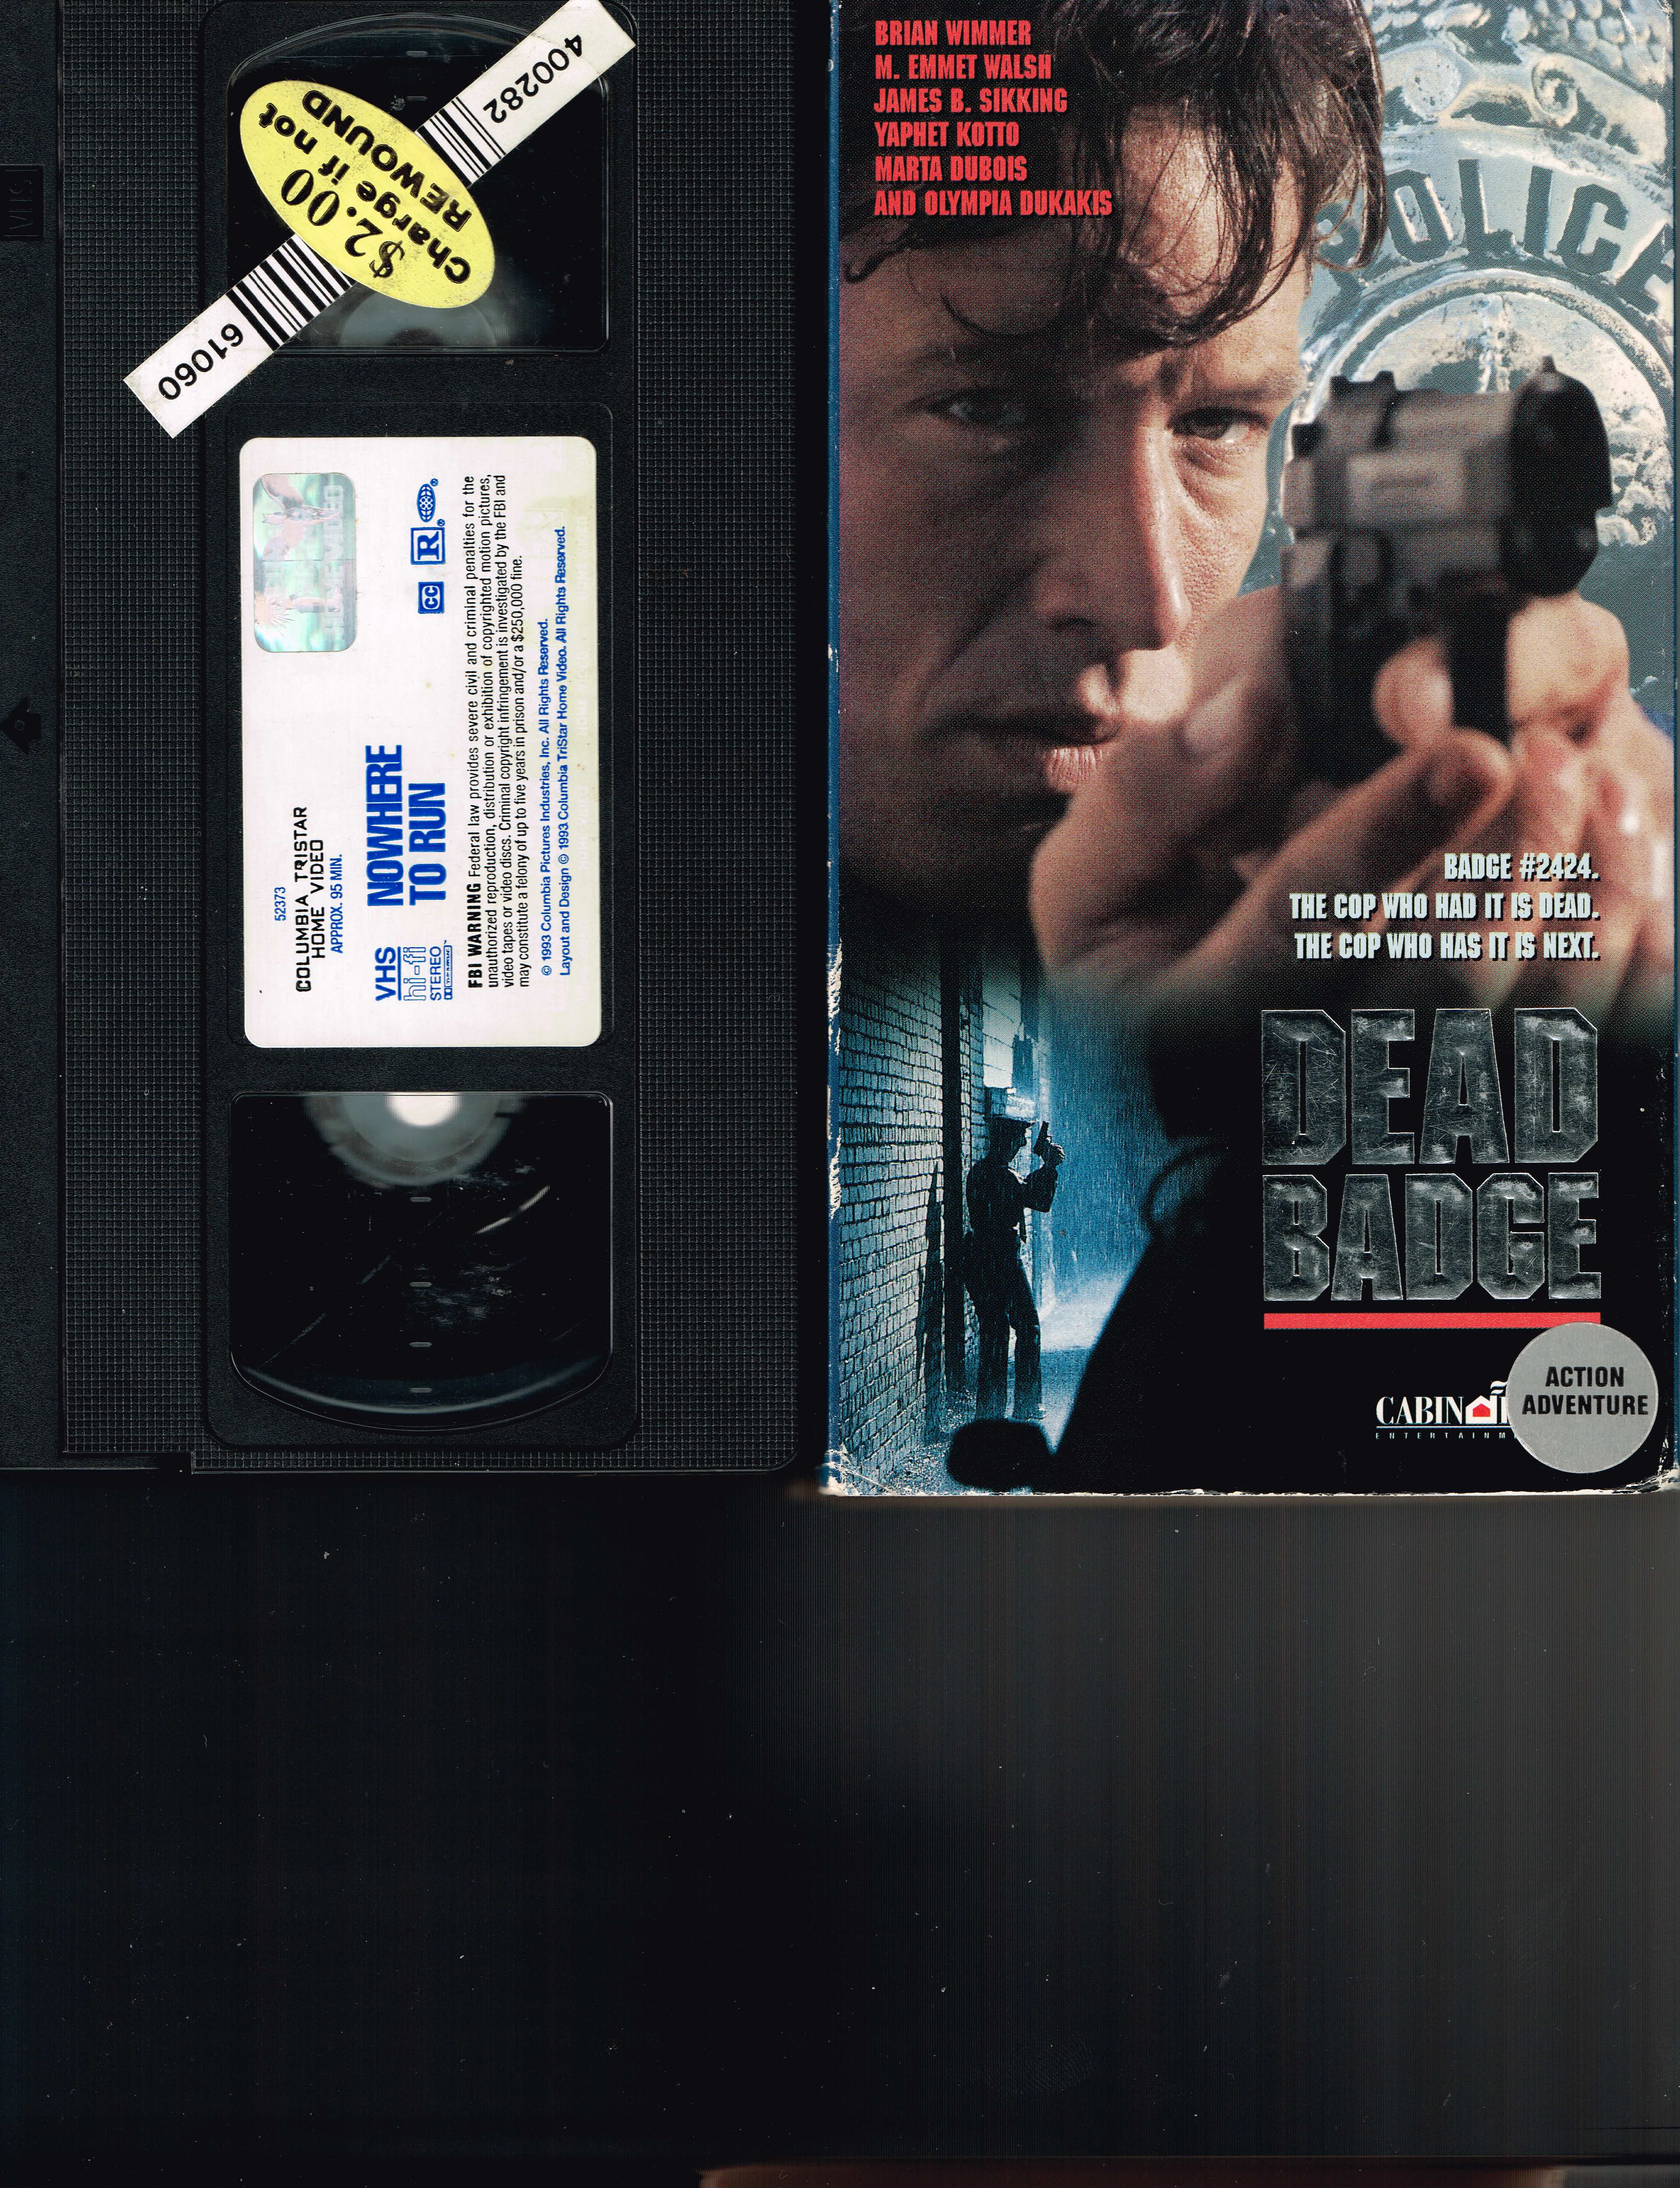 VHS
400282
$2.00
Charge if not
REWOUND
61060
52373
COLUMBIA TRISTAR
HOME VIDEO
APPROX. 95 MIN.
NOWHERE
TO RUN
VHS
hi-fi
STEREO
CC R
FBI WARNING Federal law provides severe civil and criminal penalties for the
unauthorized reproduction, distribution or exhibition of copyrighted motion pictures,
video tapes or video discs. Criminal copyright infringement is investigated by the FBI and
may constitute a felony of up to five years in prison and/or a $250,000 fine.
© 1993 Columbia Pictures Industries, Inc. All Rights Reserved.
Layout and Design © 1993 Columbia TriStar Home Video. All Rights Reserved.
BRIAN WIMMER
M. EMMET WALSH
JAMES B. SIKKING
YAPHET KOTTO
MARTA DUBOIS
AND OLYMPIA DUKAKIS
POLICE
BADGE #2424.
THE COP WHO HAD IT IS DEAD.
THE COP WHO HAS IT IS NEXT.
DEAD
BADGE
CABIN
ENTERTAINM
ACTION
ADVENTURE